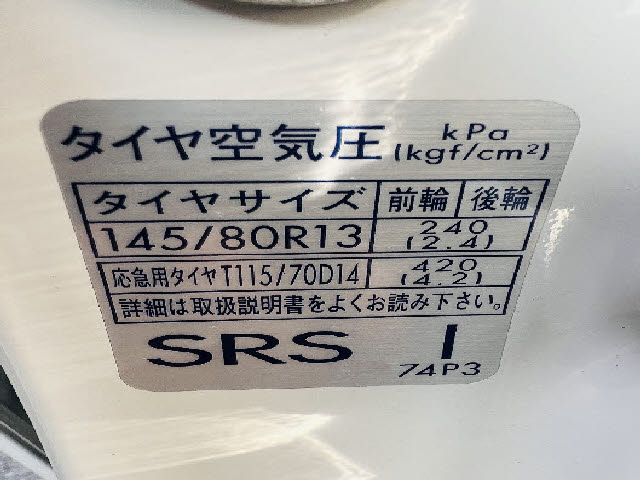 タイヤ空気圧 kPa (kgf/cm²)
タイヤサイズ 前輪 後輪
145/80R13 240 (2.4)
応急用タイヤT115/70D14 420 (4.2)
詳細は取扱説明書をよくお読み下さい。
SRS I
74P3